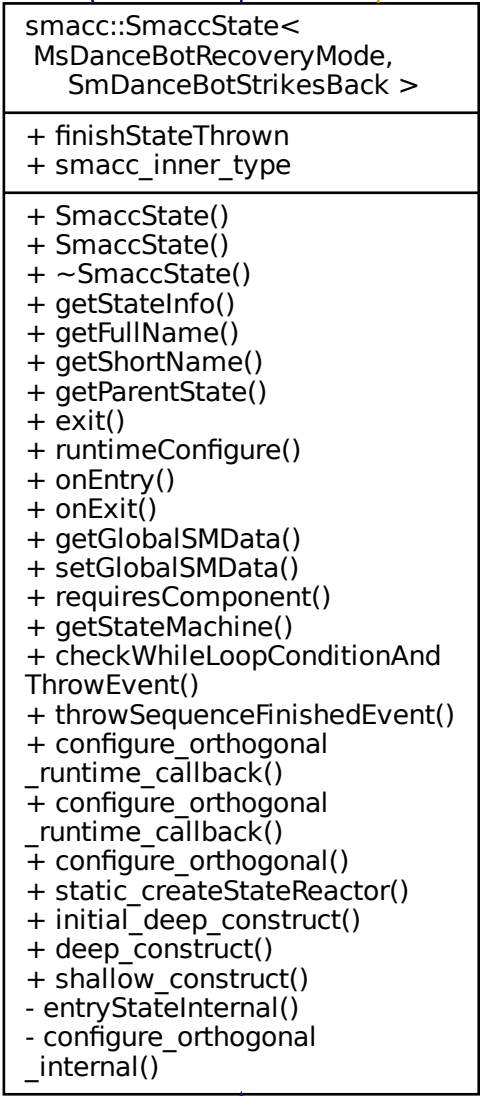 smacc::SmaccState<
MsDanceBotRecoveryMode,
SmDanceBotStrikesBack >
+ finishStateThrown
+ smacc_inner_type
+ SmaccState()
+ SmaccState()
+ ~SmaccState()
+ getStateInfo()
+ getFullName()
+ getShortName()
+ getParentState()
+ exit()
+ runtimeConfigure()
+ onEntry()
+ onExit()
+ getGlobalSMData()
+ setGlobalSMData()
+ requiresComponent()
+ getStateMachine()
+ checkWhileLoopConditionAnd
ThrowEvent()
+ throwSequenceFinishedEvent()
+ configure_orthogonal
_runtime_callback()
+ configure_orthogonal
_runtime_callback()
+ configure_orthogonal()
+ static_createStateReactor()
+ initial_deep_construct()
+ deep_construct()
+ shallow_construct()
- entryStateInternal()
- configure_orthogonal
_internal()